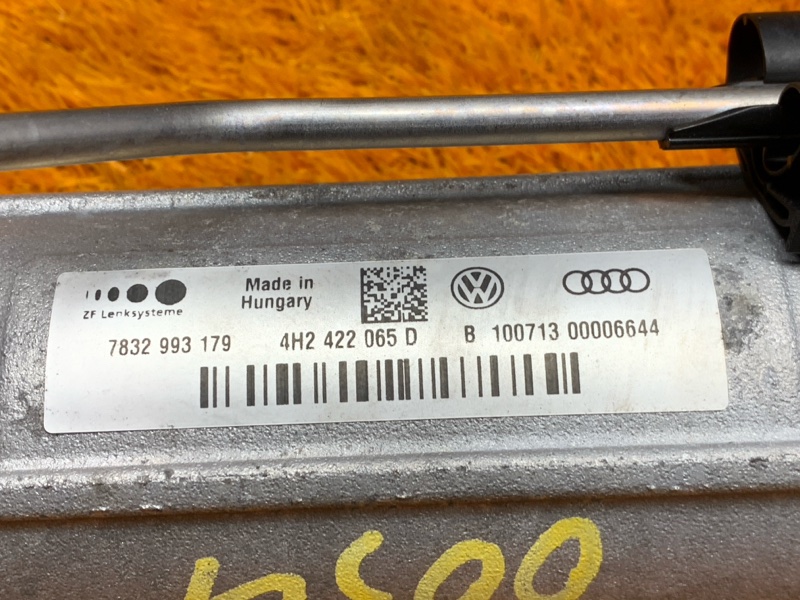 ZF Lenksysteme
Made in
Hungary
7832 993 179 4H2 422 065 D B 100713 00006644